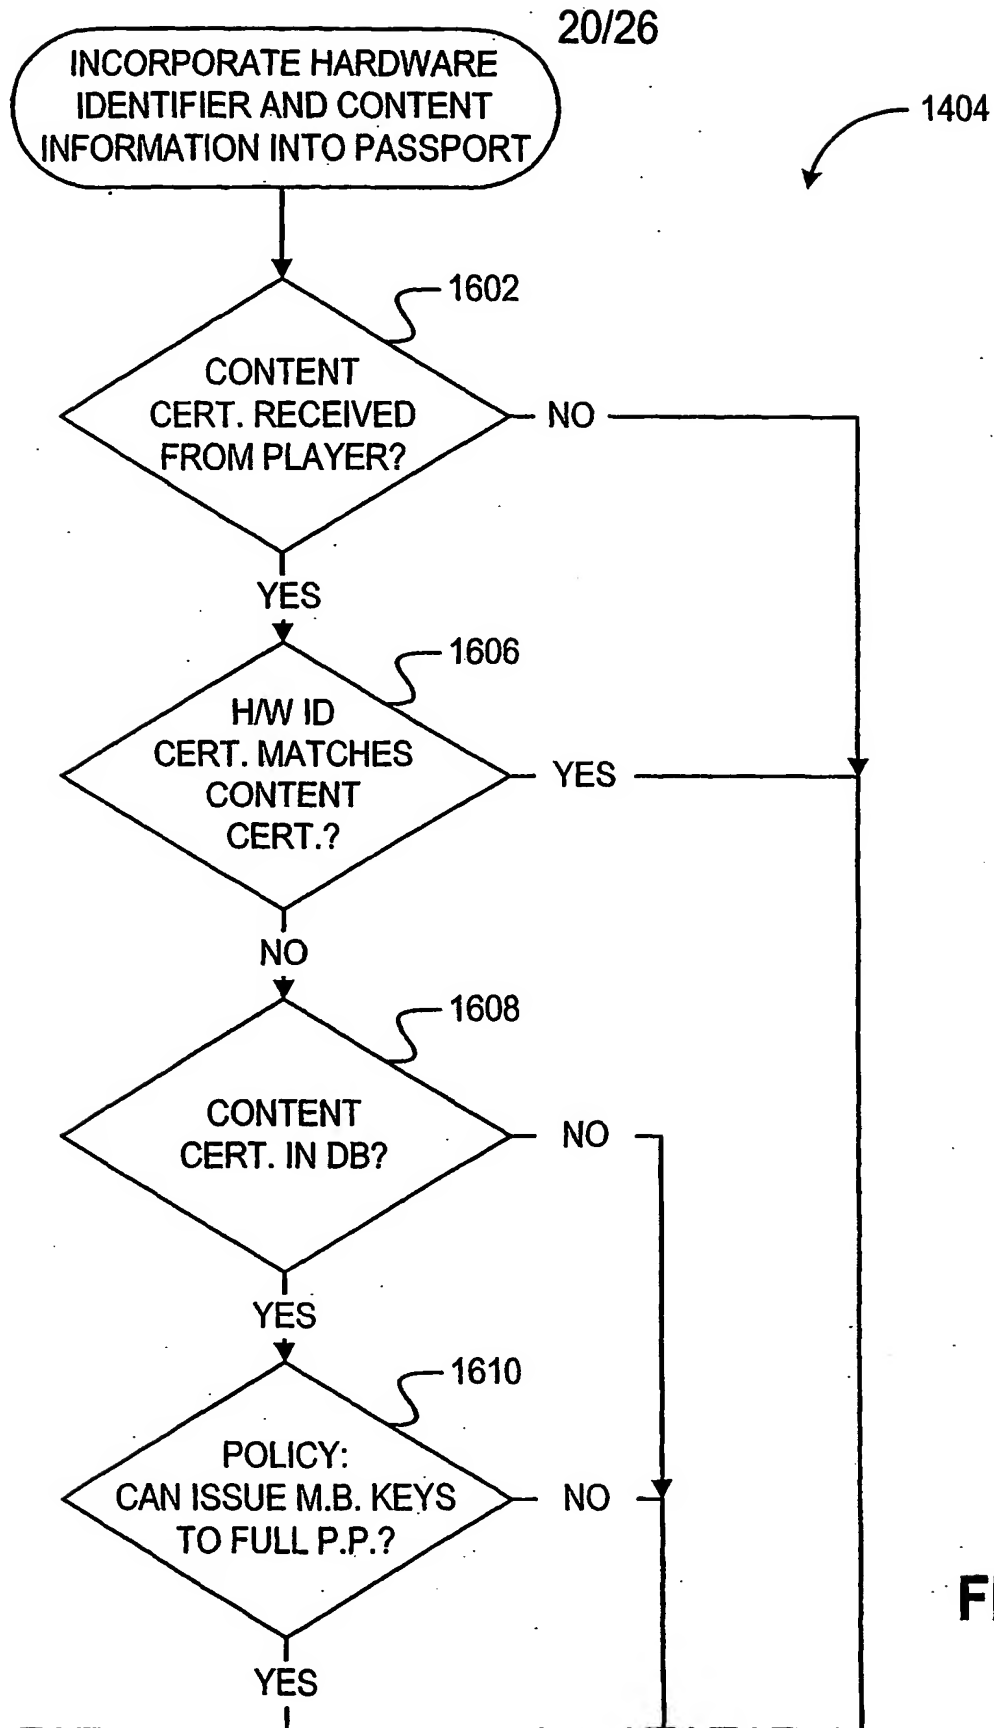 20/26
INCORPORATE HARDWARE
IDENTIFIER AND CONTENT
INFORMATION INTO PASSPORT
1404
1602
CONTENT
CERT. RECEIVED
FROM PLAYER?
NO
YES
1606
H/W ID
CERT. MATCHES
CONTENT
CERT.?
YES
NO
1608
CONTENT
CERT. IN DB?
NO
YES
1610
POLICY:
CAN ISSUE M.B. KEYS
TO FULL P.P.?
NO
YES